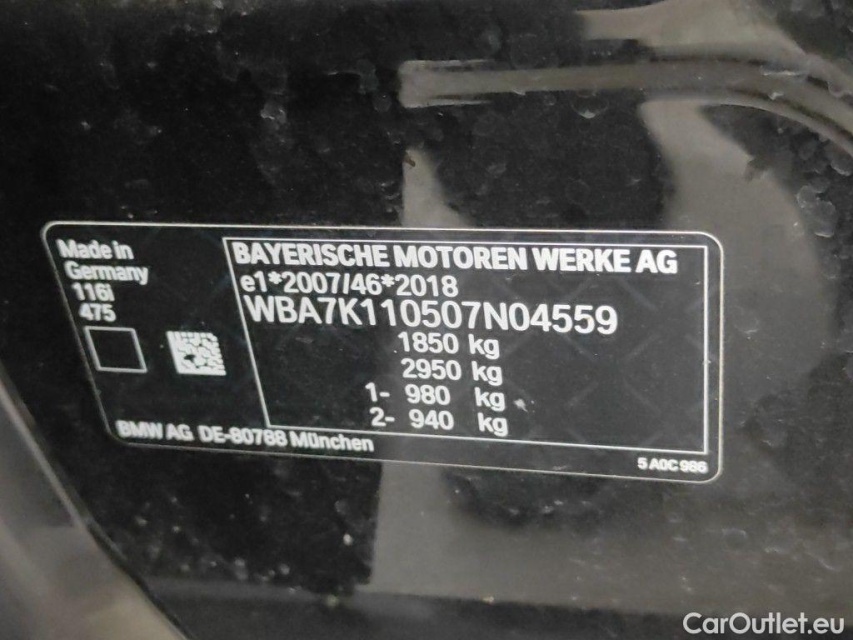 Made in
Germany
116i
475
BAYERISCHE MOTOREN WERKE AG
e1*2007/46*2018
WBA7K110507N04559
1850 kg
2950 kg
1- 980 kg
2- 940 kg
BMW AG DE-80788 München
5 A0C 986
CarOutlet.eu